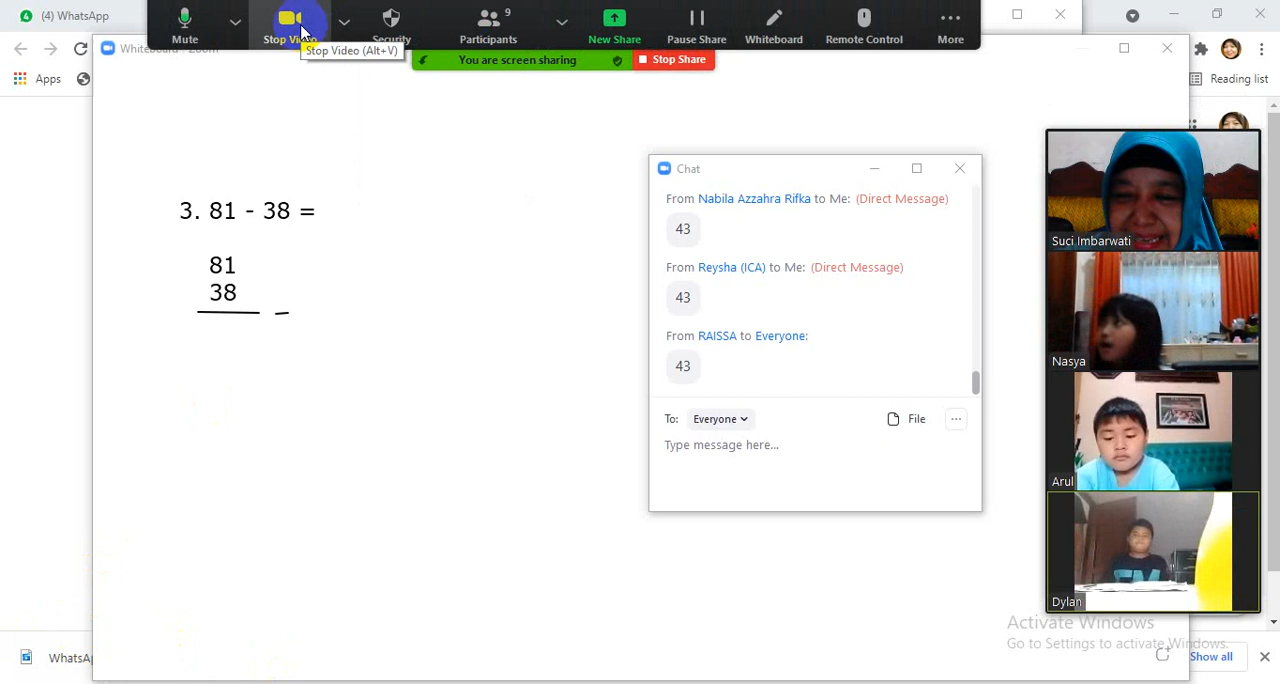 (4) WhatsApp
Mute
Stop Video
Security
9
Participants
New Share
Pause Share
Whiteboard
Remote Control
More
Stop Video (Alt+V)
You are screen sharing
Stop Share
Apps
Reading list
3. 81 - 38 =
81
38
Chat
From Nabila Azzahra Rifka to Me: (Direct Message)
43
From Reysha (ICA) to Me: (Direct Message)
43
From RAISSA to Everyone:
43
To: Everyone
File
Type message here...
Suci Imbarwati
Nasya
Arul
Dylan
Activate Windows
Go to Settings to activate Windows.
Show all